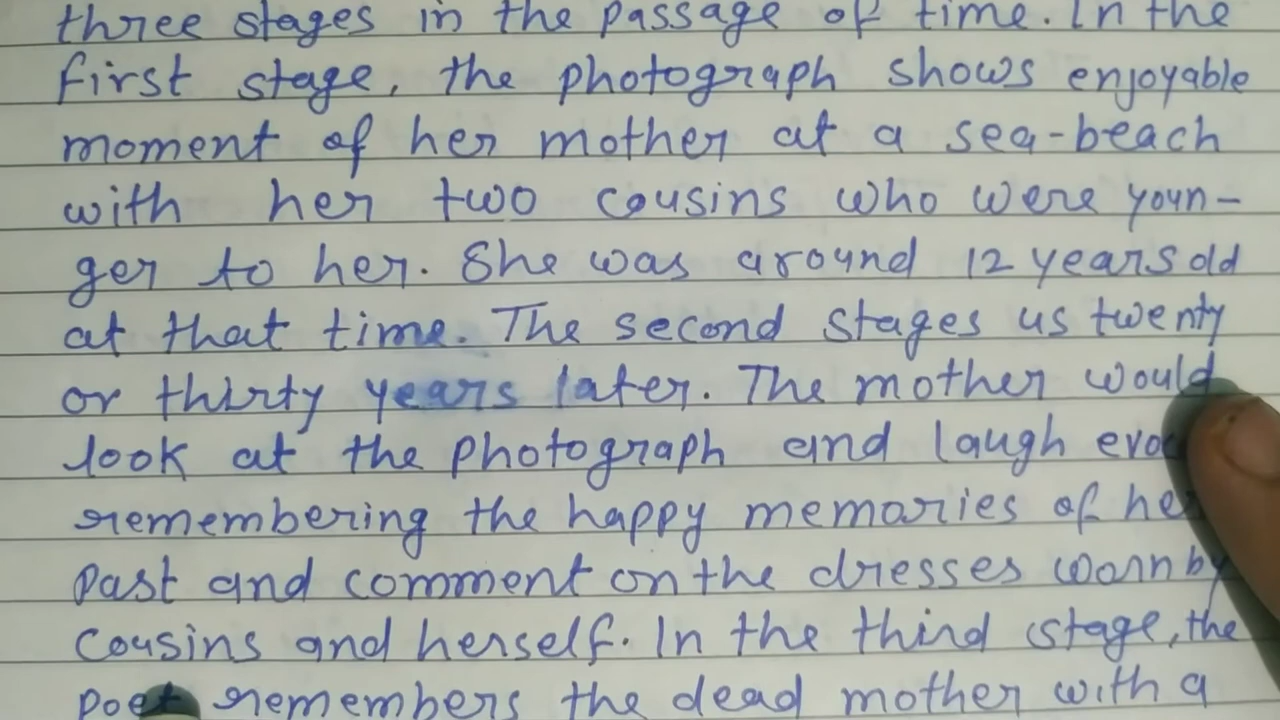 three stages in the passage of time. In the
first stage, the photograph shows enjoyable
moment of her mother at a sea-beach
with her two cousins who were youn-
ger to her. She was around 12 years old
at that time. The second stages us twenty
or thirty years later. The mother would
look at the photograph and laugh
remembering the happy memories of
past and comment on the dresses worn by
cousins and herself. In the third stage, the
poet remembers the dead mother with a